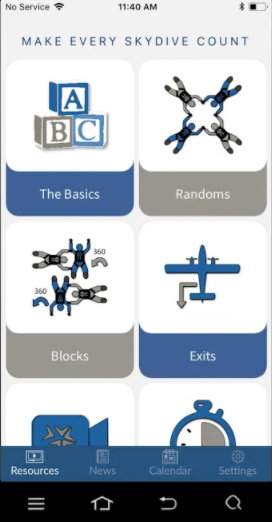 No Service 11:40 AM
MAKE EVERY SKYDIVE COUNT
A
B C
The Basics
Randoms
360
360
Blocks
Exits
Resources News Calendar Settings